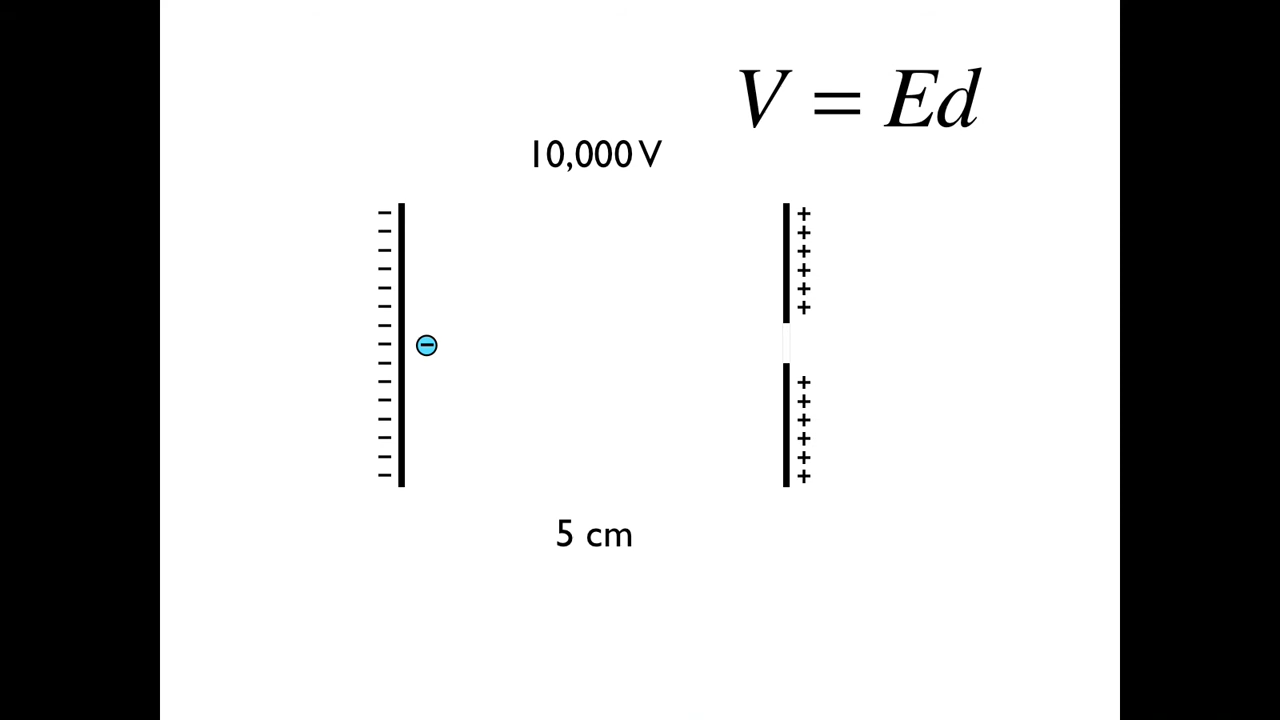 V = Ed
10,000 V
5 cm